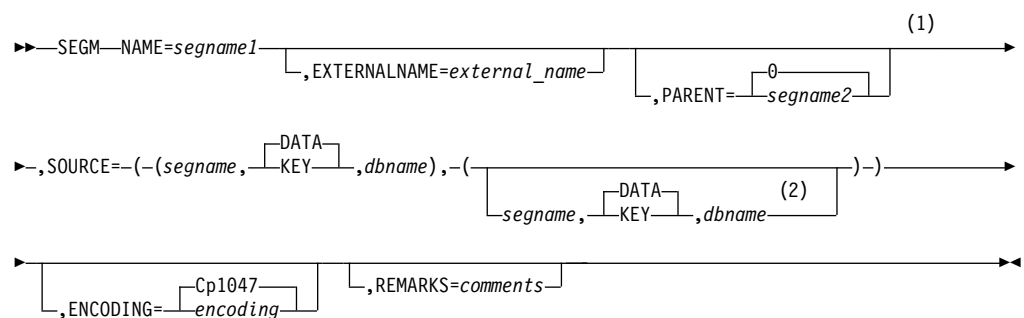 (1)
SEGM NAME=segname1
,EXTERNALNAME=external_name
0
,PARENT= segname2
,SOURCE=( (segname, DATA
KEY ,dbname), ( )
)
segname, DATA
KEY ,dbname (2)
Cp1047
,ENCODING= encoding
,REMARKS=comments